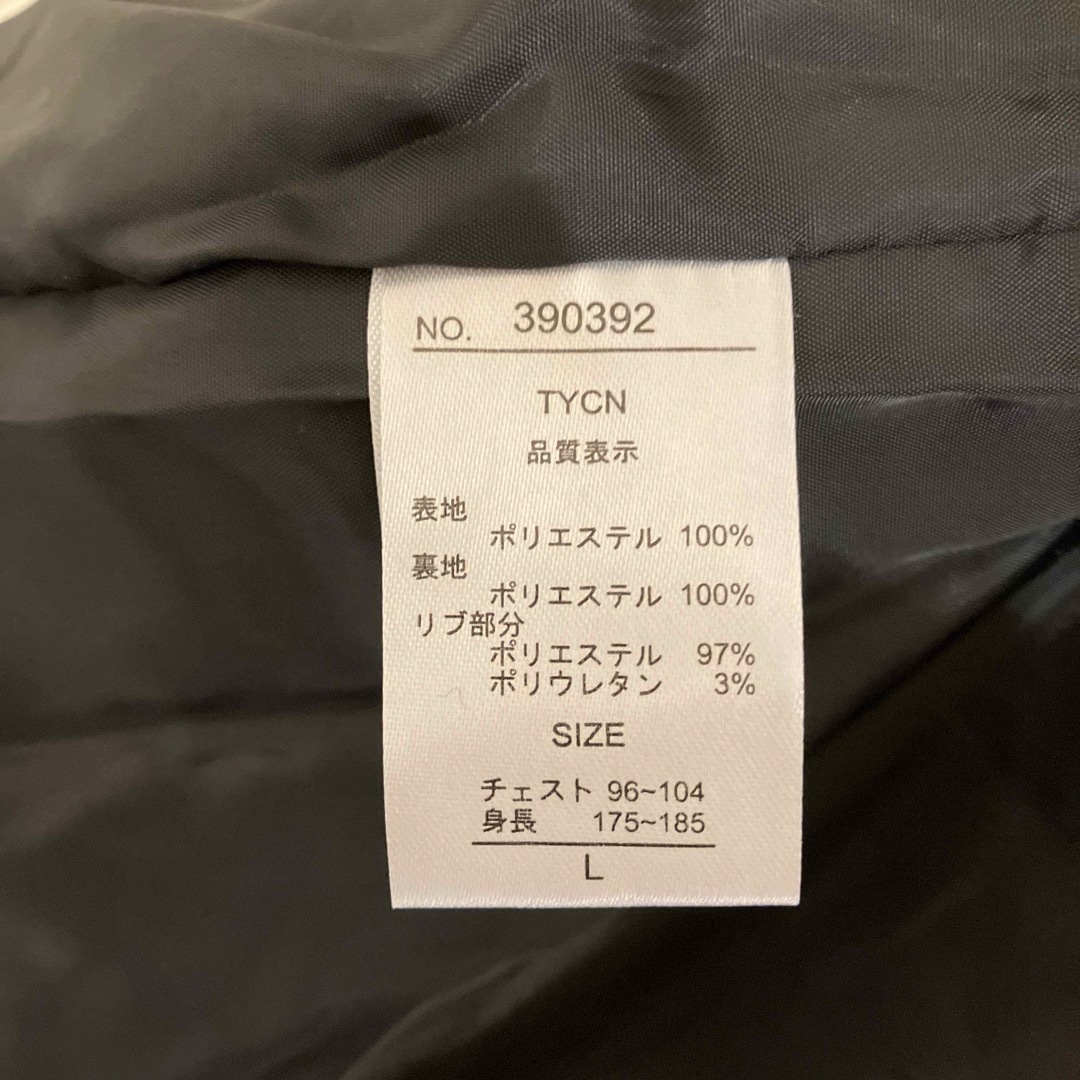 NO. 390392
TYCN
品質表示
表地
ポリエステル 100%
裏地
ポリエステル 100%
リブ部分
ポリエステル 97%
ポリウレタン 3%
SIZE
チェスト 96~104
身長 175~185
L